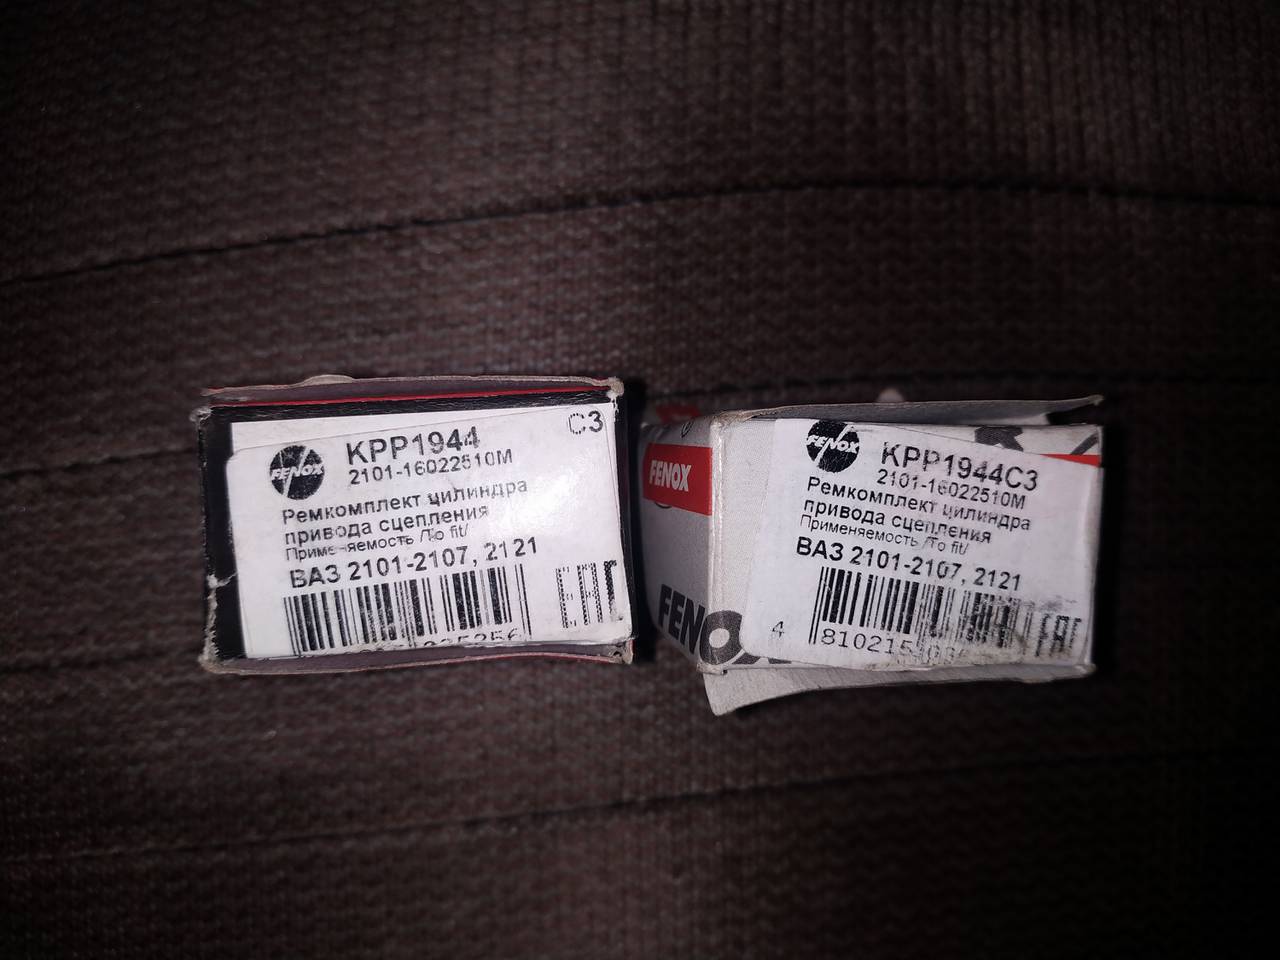 C3
FENOX
KPP1944
2101-16022510M
Ремкомплект цилиндра
привода сцепления
Применяемость /To fit/
ВАЗ 2101-2107, 2121
EAC
FENOX
FENOX
FENOX
KPP1944C3
2101-16022510M
Ремкомплект цилиндра
привода сцепления
Применяемость /To fit/
ВАЗ 2101-2107, 2121
4 810215
EAC